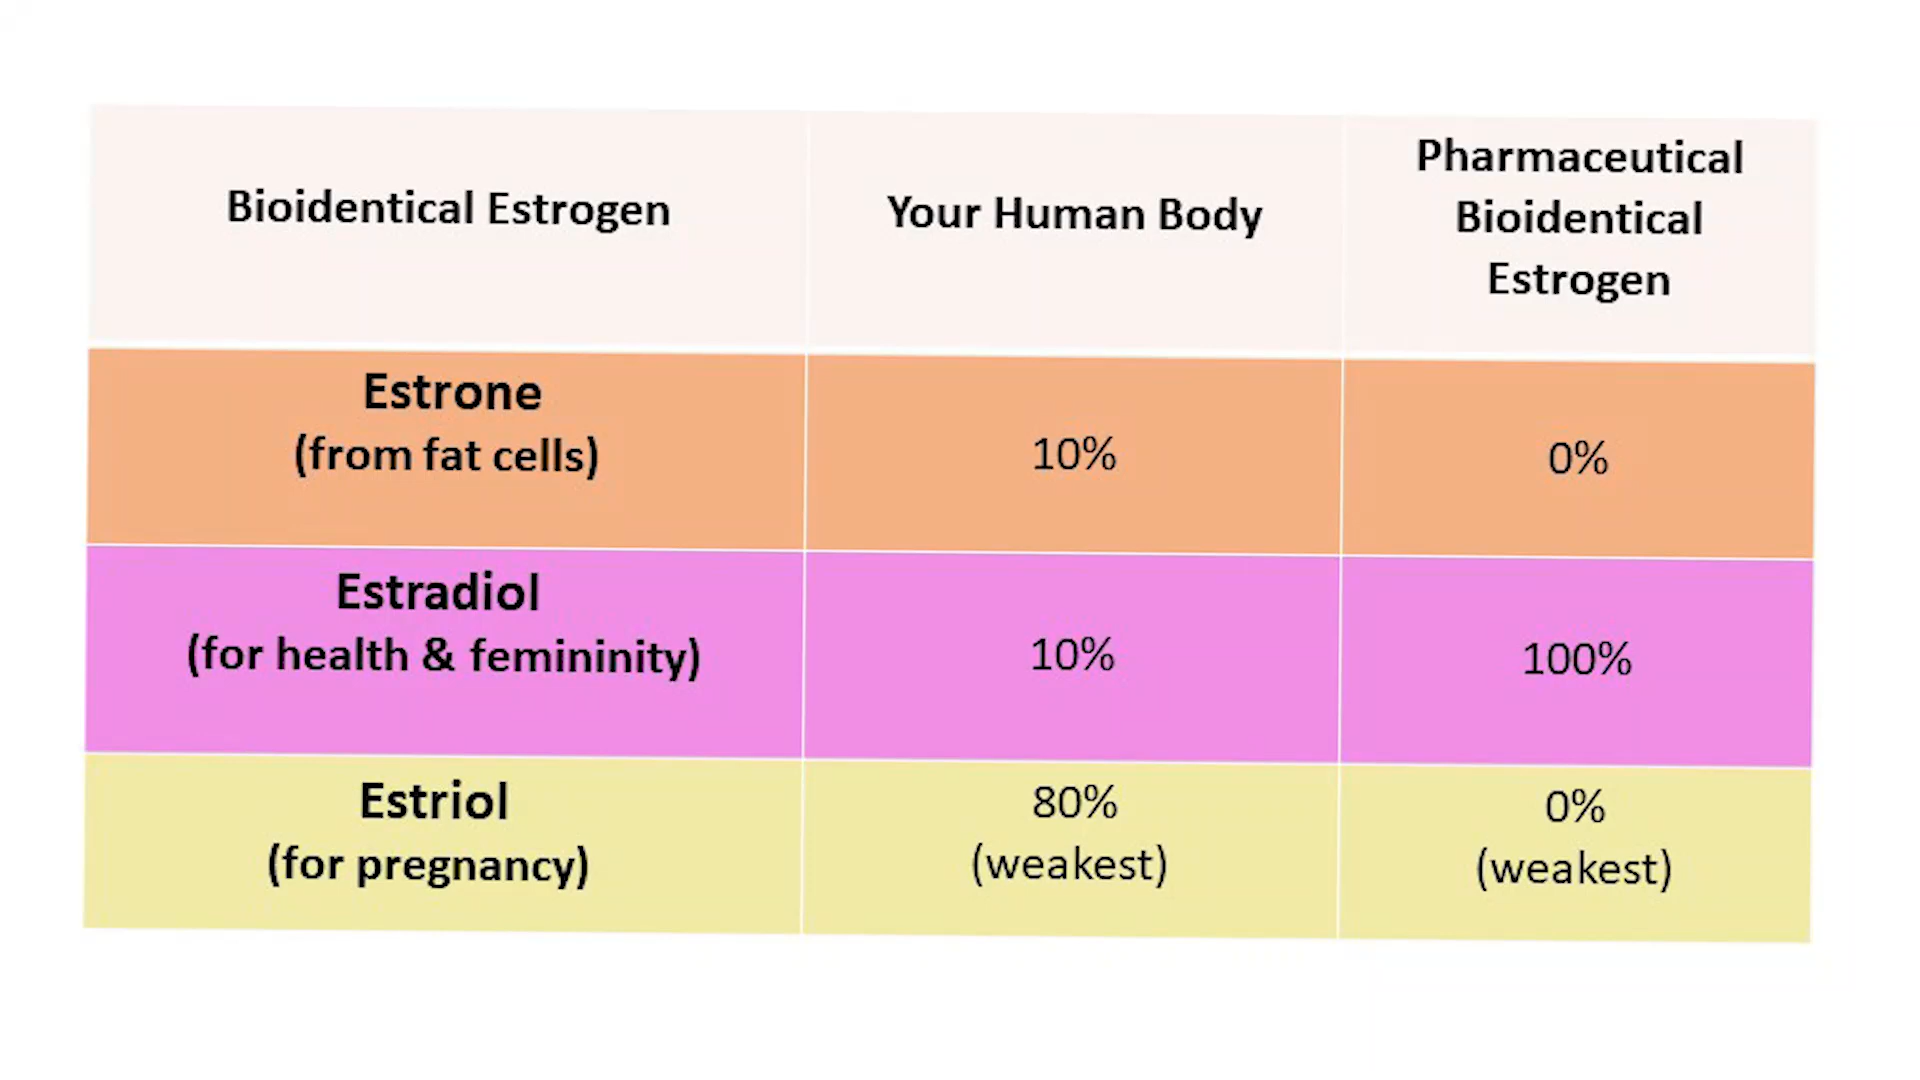 Bioidentical Estrogen
Your Human Body
Pharmaceutical
Bioidentical
Estrogen
Estrone
(from fat cells)
10%
0%
Estradiol
(for health & femininity)
10%
100%
Estriol
(for pregnancy)
80%
(weakest)
0%
(weakest)